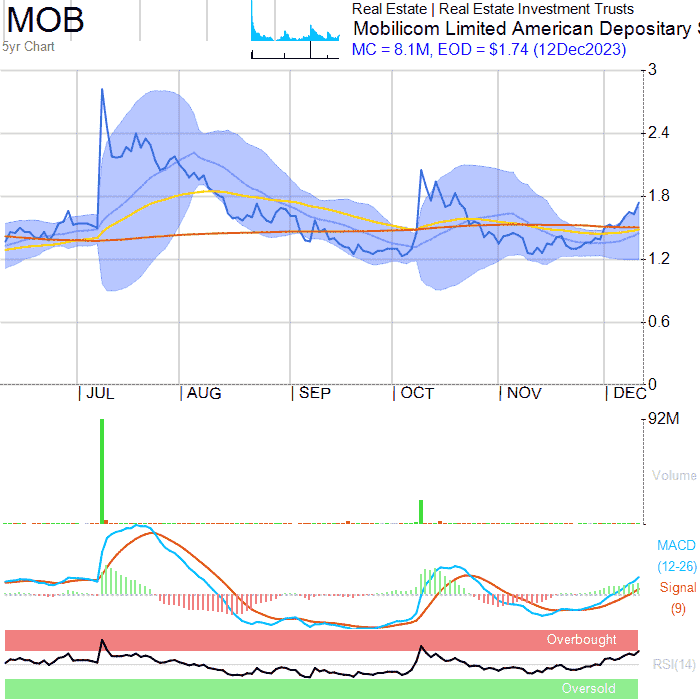 MOB
5yr Chart
Real Estate | Real Estate Investment Trusts
Mobilicom Limited American Depositary S
MC = 8.1M, EOD = $1.74 (12Dec2023)
3
2.4
1.8
1.2
0.6
0
| JUL | AUG | SEP | OCT | NOV | DEC
92M
Volume
MACD
(12-26)
Signal
(9)
Overbought
RSI(14)
Oversold